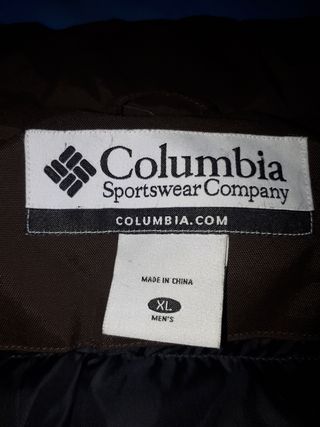 Columbia
Sportswear Company
COLUMBIA.COM
MADE IN CHINA
XL
MEN'S